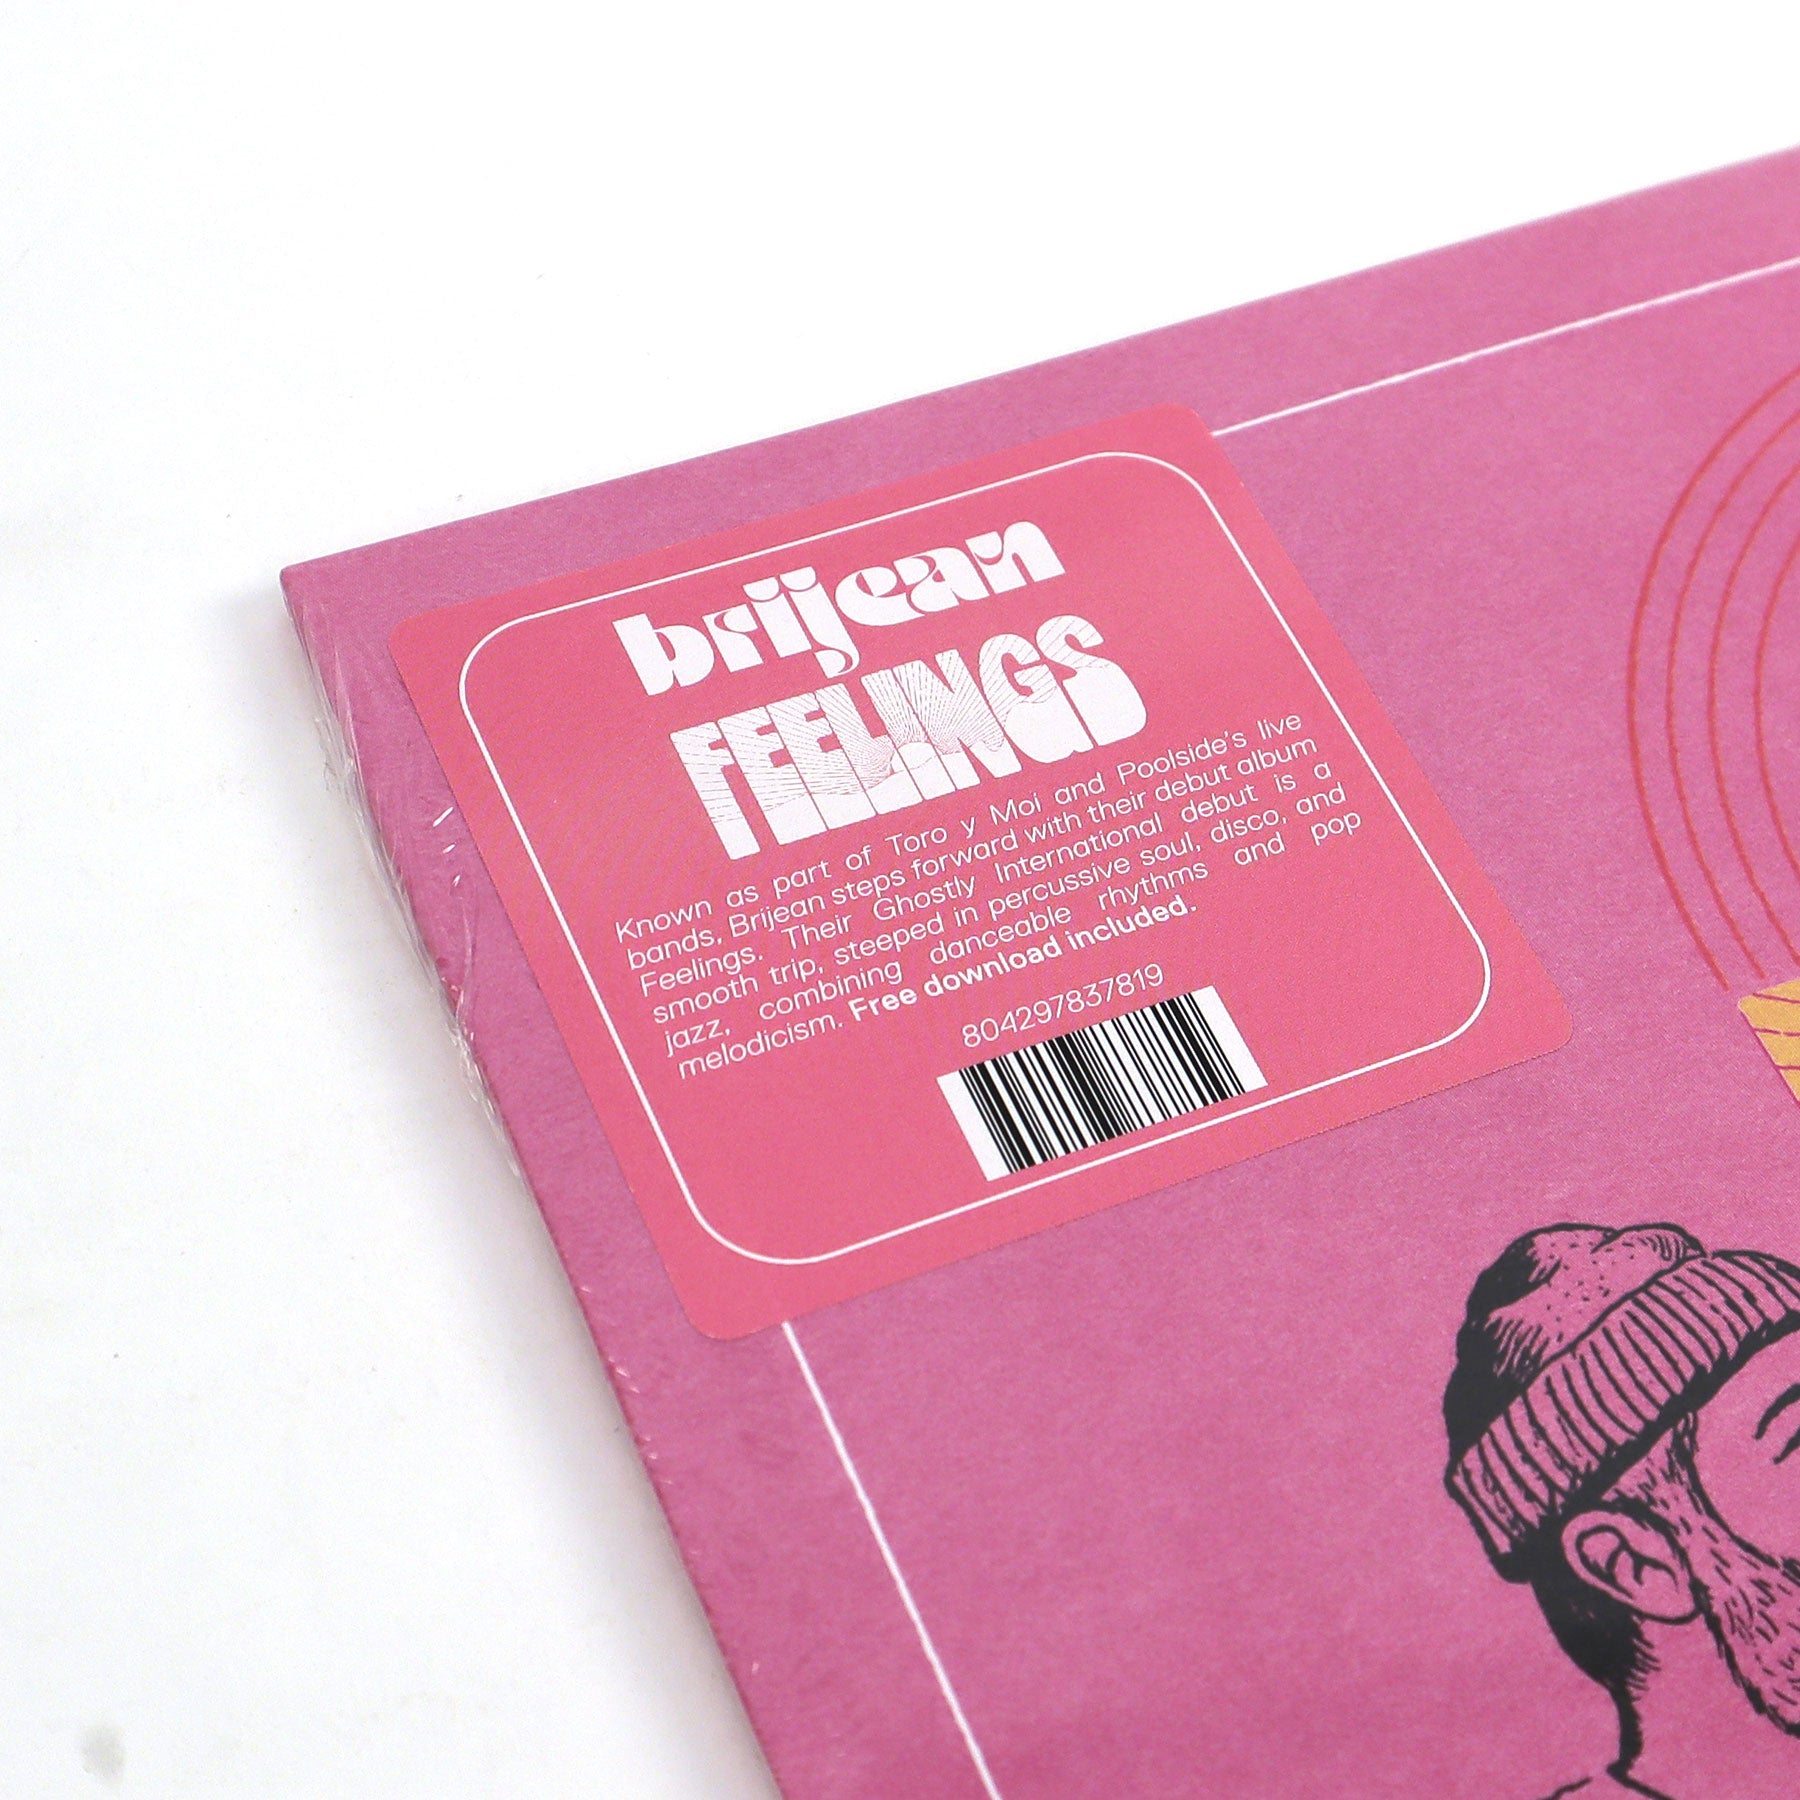 brijean
FEELINGS
Known as part of Toro y Moi and Poolside's live
bands, Brijean steps forward with their debut album
Feelings. Their Ghostly International debut is a
smooth trip, steeped in percussive soul, disco, and
jazz, combining danceable rhythms and pop
melodicism. Free download included.
804297837819